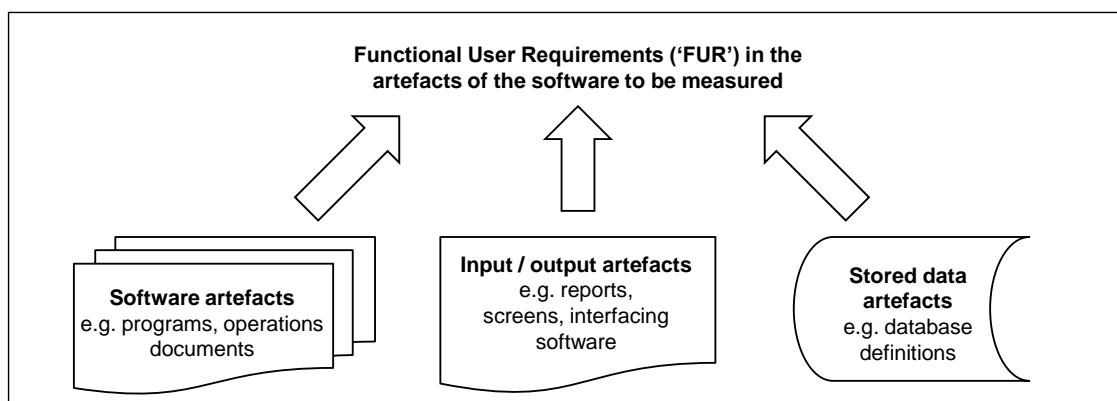 Functional User Requirements (‘FUR’) in the
artefacts of the software to be measured
Software artefacts
e.g. programs, operations
documents
Input / output artefacts
e.g. reports,
screens, interfacing
software
Stored data
artefacts
e.g. database
definitions